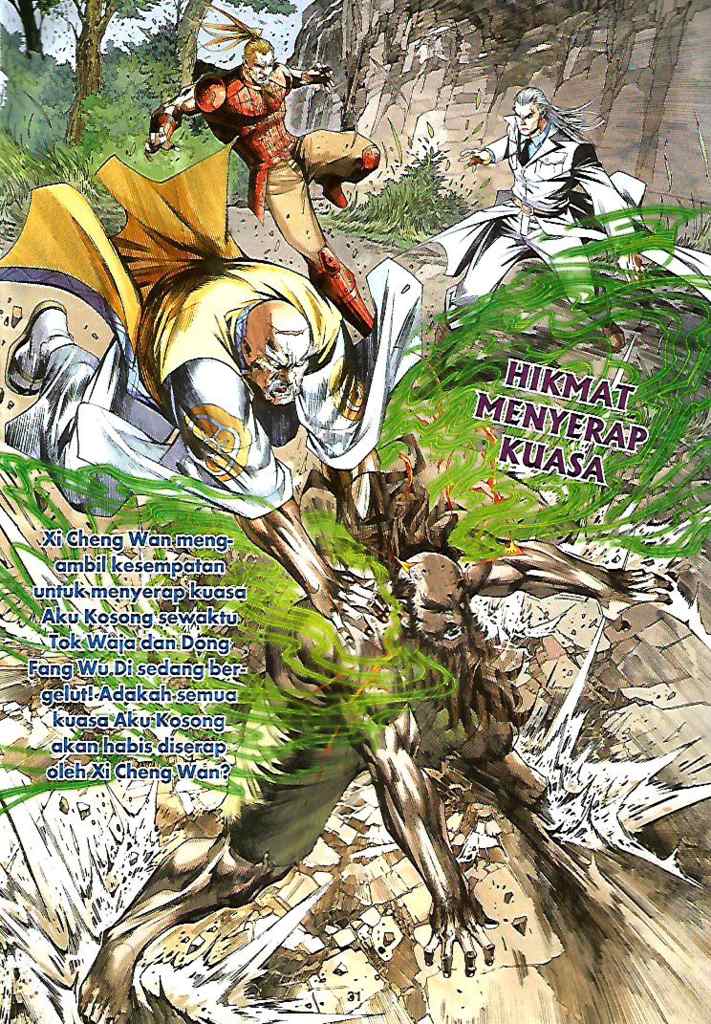 HIKMAT
MENYERAP
KUASA
Xi Cheng Wan meng-
ambil kesempatan
untuk menyerap kuasa
Aku Kosong sewaktu
Tok Waja dan Dong
Fang Wu Di sedang ber-
gelut! Adakah semua
kuasa Aku Kosong
akan habis diserap
oleh Xi Cheng Wan?
31